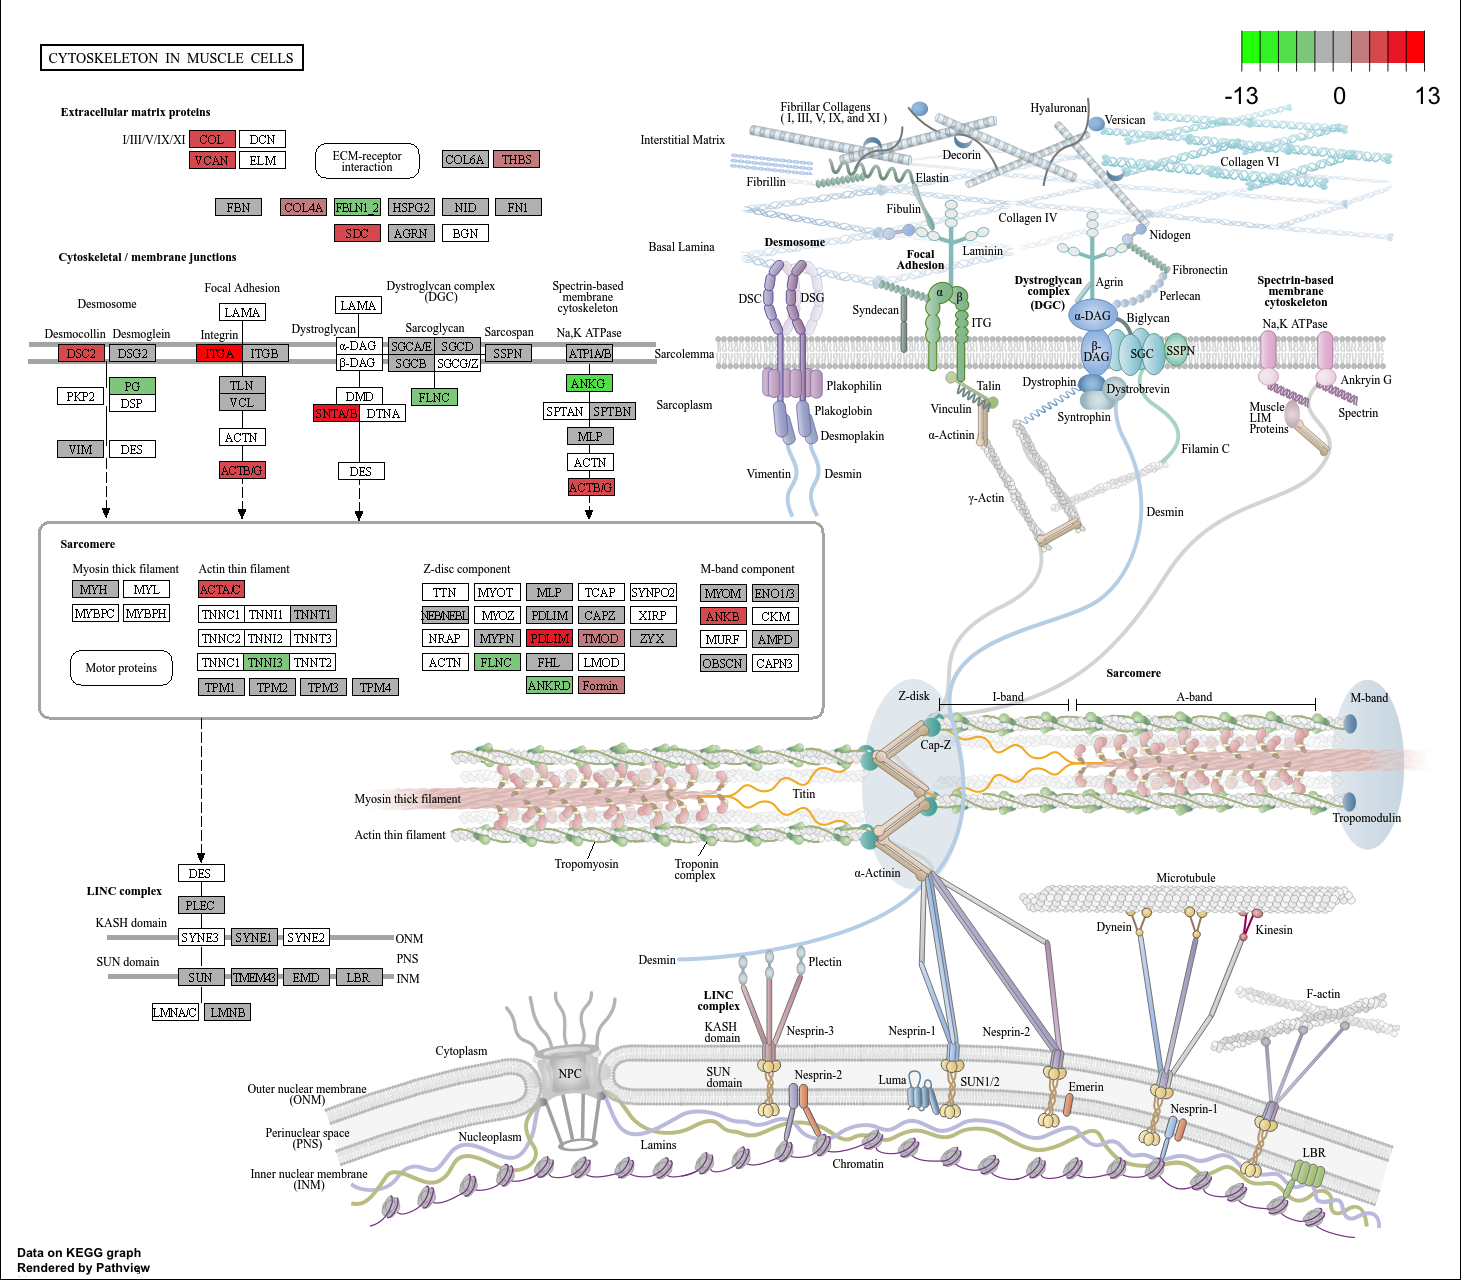 CYTOSKELETON IN MUSCLE CELLS
-13 0 13
Extracellular matrix proteins
I/III/V/IX/XI COL DCN
VCAN ELM
ECM-receptor
interaction
COL6A THBS
FBN COL4A FBLN1_2 HSPG2 NID FN1
SDC AGRN BGN
Cytoskeletal / membrane junctions
Desmosome
Focal Adhesion
Dystroglycan complex
(DGC)
Spectrin-based
membrane
cytoskeleton
LAMA
LAMA
Desmocollin Desmoglein
Integrin
Dystroglycan
Sarcoglycan
Sarcospan
Na,K ATPase
DSC2 DSG2
ITGA ITGB
α-DAG
β-DAG
SGCA/E SGCD
SGCB SGCG/Z
SSPN
ATP1A/B
PKP2
PG
DSP
TLN
VCL
DMD
SNTA/B DTNA
FLNC
ANKG
SPTAN SPTBN
MLP
VIM DES
ACTN
ACTB/G
DES
ACTN
ACTB/G
Sarcomere
Myosin thick filament
Actin thin filament
Z-disc component
M-band component
MYH MYL
MYBPC MYBPH
Motor proteins
ACTA/C
TNNC1 TNNI1 TNNT1
TNNC2 TNNI2 TNNT3
TNNC1 TNNI3 TNNT2
TPM1 TPM2 TPM3 TPM4
TTN MYOT MLP TCAP SYNPO2
MYOZ PDLIM CAPZ XIRP
NRAP MYPN PDLIM TMOD ZYX
ACTN FLNC FHL LMOD
ANKRD Formin
MYOM ENO1/3
ANKB CKM
MURF AMPD
OBSCN CAPN3
DES
LINC complex
PLEC
KASH domain
SYNE3 SYNE1 SYNE2
ONM
PNS
SUN domain
SUN TMEM43 EMD LBR
INM
LMNA/C LMNB
Fibrillar Collagens
( I, III, V, IX, and XI )
Hyaluronan
Versican
Interstitial Matrix
Decorin
Collagen VI
Fibrillin
Elastin
Fibulin
Collagen IV
Basal Lamina
Desmosome
Focal
Adhesion
Laminin
Nidogen
Fibronectin
Dystroglycan
complex
(DGC)
Agrin
Perlecan
Spectrin-based
membrane
cytoskeleton
DSC DSG
Syndecan
α β
ITG
α-DAG
Biglycan
Na,K ATPase
Sarcolemma
β-
DAG
SGC
SSPN
Sarcoplasm
Plakophilin
Plakoglobin
Desmoplakin
Talin
Vinculin
α-Actinin
Dystrophin
Dystrobrevin
Syntrophin
Ankyrin G
Spectrin
Muscle
LIM
Proteins
Filamin C
Vimentin Desmin
γ-Actin
Desmin
Sarcomere
Z-disk
I-band
A-band
M-band
Cap-Z
Titin
Myosin thick filament
Actin thin filament
Tropomyosin
Troponin
complex
α-Actinin
Tropomodulin
Microtubule
Dynein
Kinesin
Desmin
Plectin
LINC
complex
F-actin
KASH
domain
Nesprin-3
Nesprin-1
Nesprin-2
Cytoplasm
NPC
SUN
domain
Nesprin-2
Luma
SUN1/2
Emerin
Outer nuclear membrane
(ONM)
Nesprin-1
Perinuclear space
(PNS)
Nucleoplasm
Lamins
Chromatin
LBR
Inner nuclear membrane
(INM)
Data on KEGG graph
Rendered by Pathview